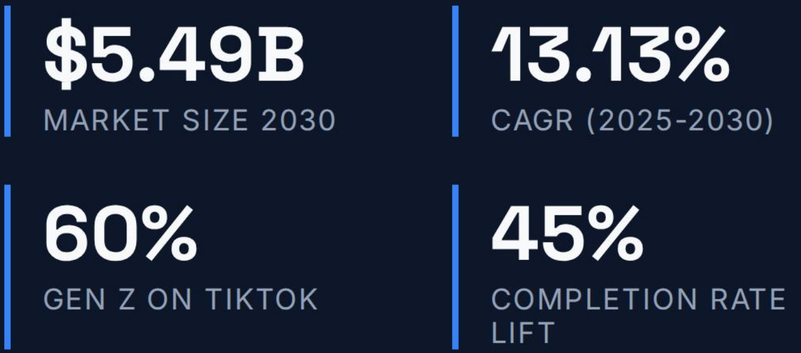 $5.49B
MARKET SIZE 2030
13.13%
CAGR (2025-2030)
60%
GEN Z ON TIKTOK
45%
COMPLETION RATE
LIFT